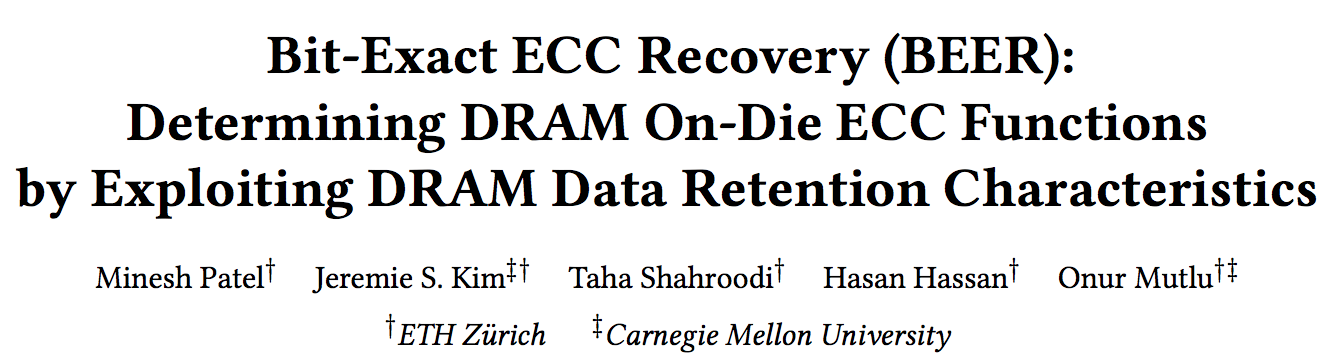 Bit-Exact ECC Recovery (BEER):
Determining DRAM On-Die ECC Functions
by Exploiting DRAM Data Retention Characteristics
Minesh Patel† Jeremie S. Kim‡† Taha Shahroodi† Hasan Hassan† Onur Mutlu†‡
†ETH Zürich ‡Carnegie Mellon University